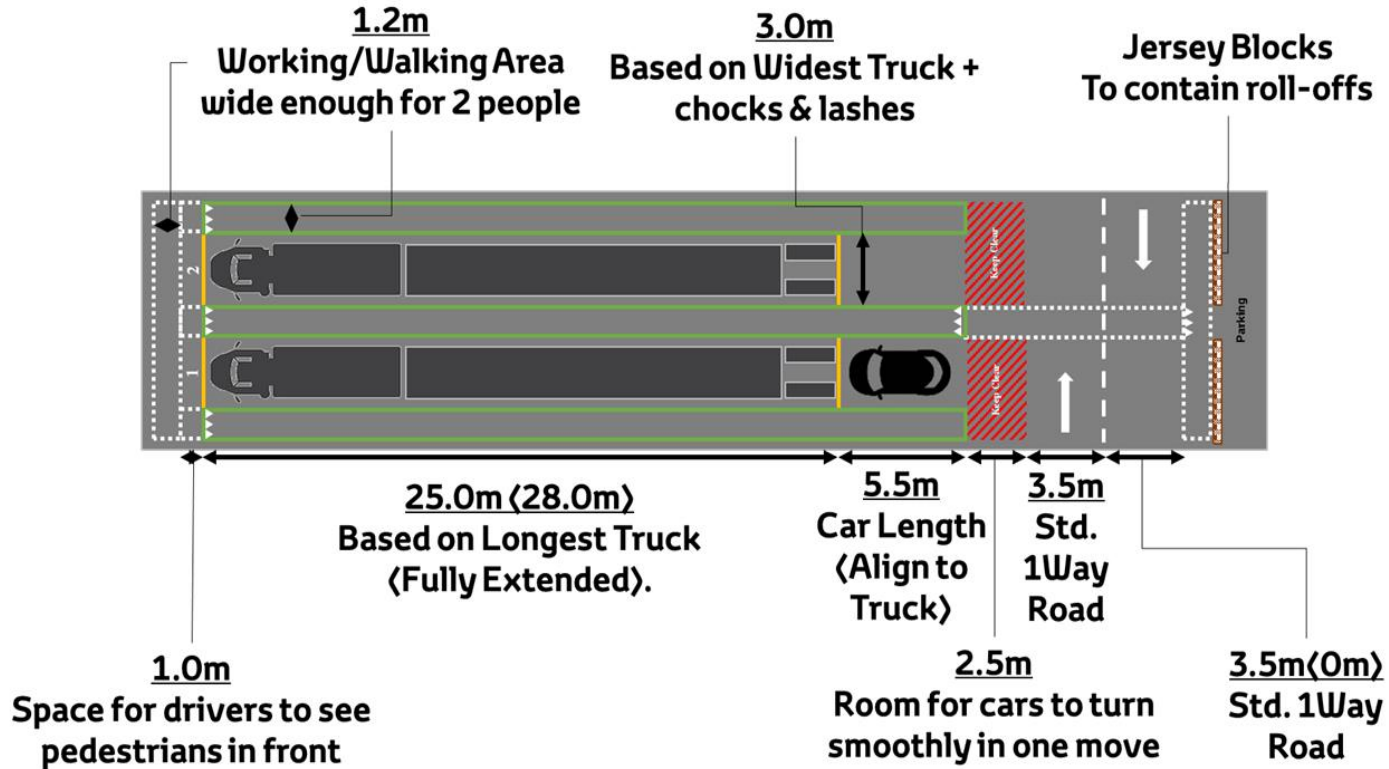 1.2m
Working/Walking Area
wide enough for 2 people
3.0m
Based on Widest Truck +
chocks & lashes
Jersey Blocks
To contain roll-offs
2
Keep Clear
Parking
1
Keep Clear
25.0m (28.0m)
Based on Longest Truck
(Fully Extended).
5.5m
Car Length
(Align to
Truck)
3.5m
Std.
1Way
Road
1.0m
Space for drivers to see
pedestrians in front
2.5m
Room for cars to turn
smoothly in one move
3.5m(0m)
Std. 1Way
Road